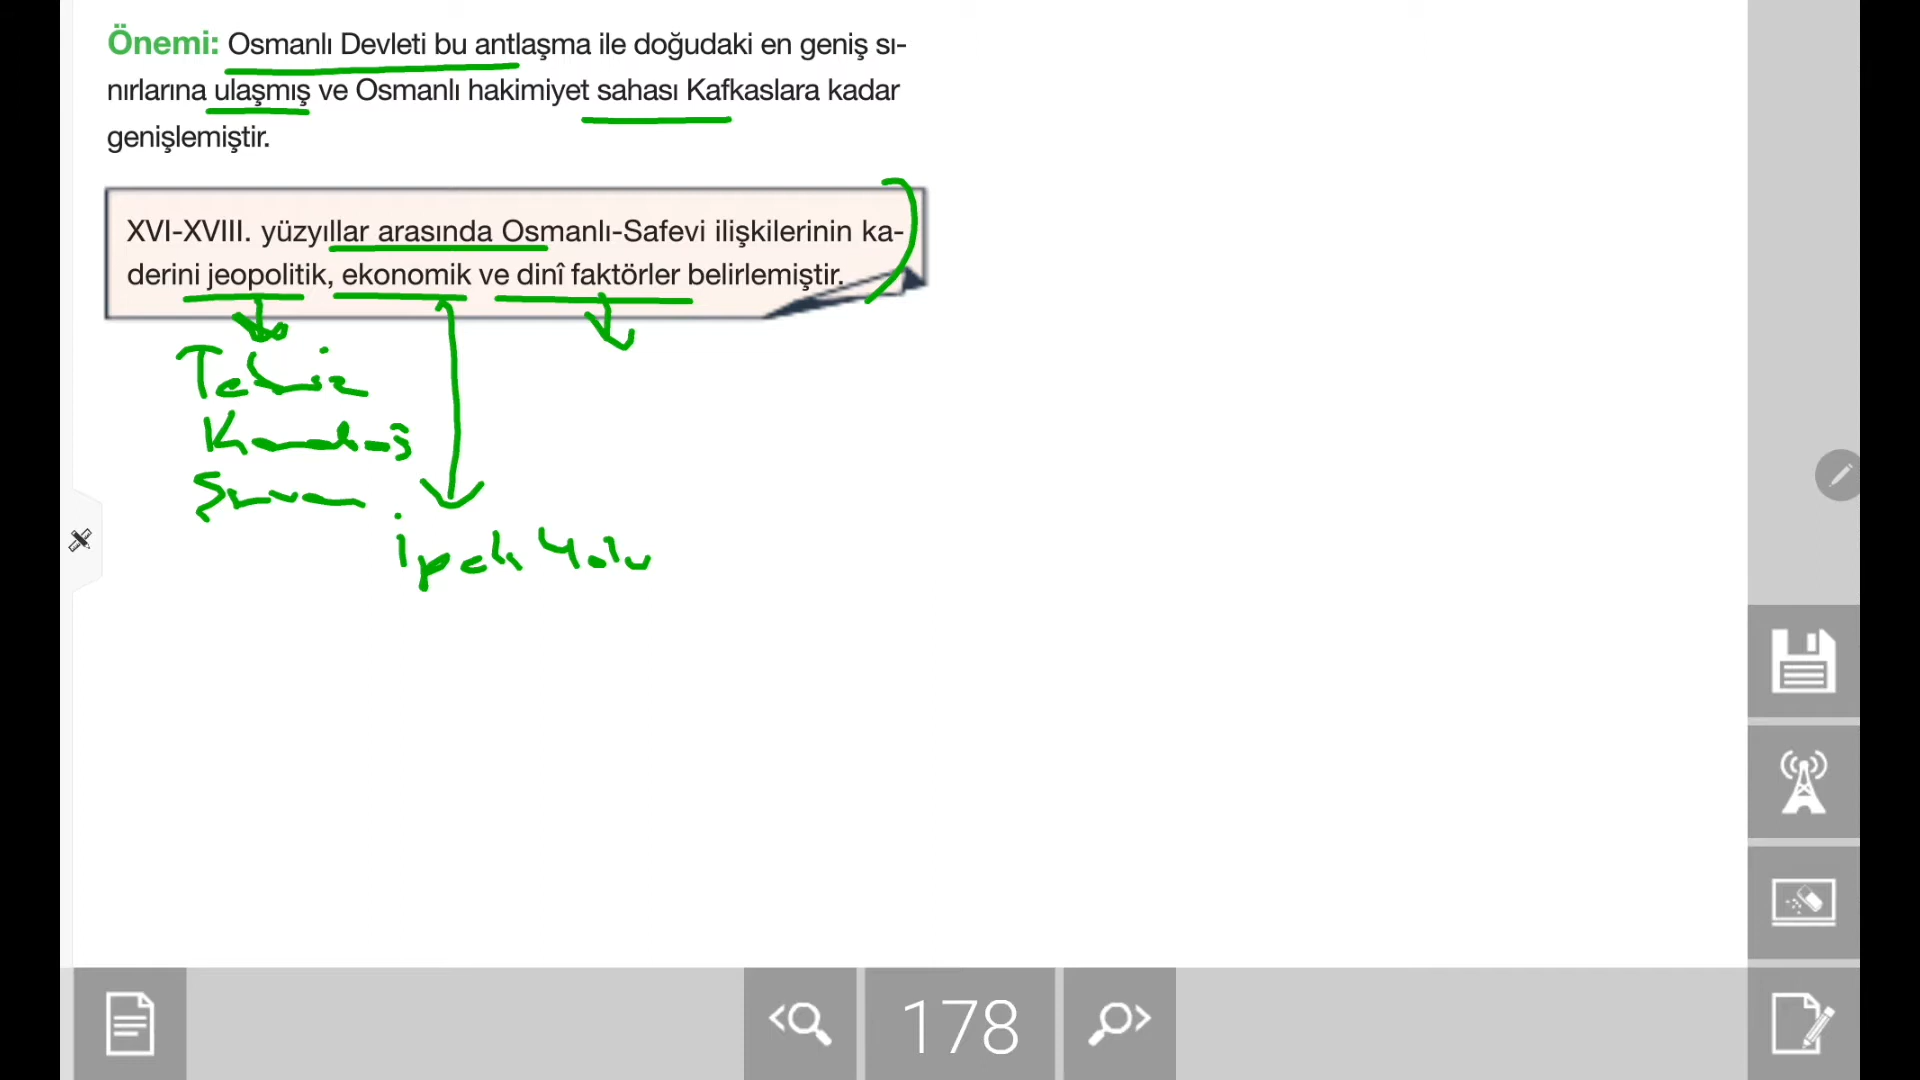 Önemi: Osmanlı Devleti bu antlaşma ile doğudaki en geniş sı-
nırlarına ulaşmış ve Osmanlı hakimiyet sahası Kafkaslara kadar
genişlemiştir.
XVI-XVIII. yüzyıllar arasında Osmanlı-Safevi ilişkilerinin ka-
derini jeopolitik, ekonomik ve dinî faktörler belirlemiştir.
Tebriz
Karabağ
Şirvan
İpek Yolu
178